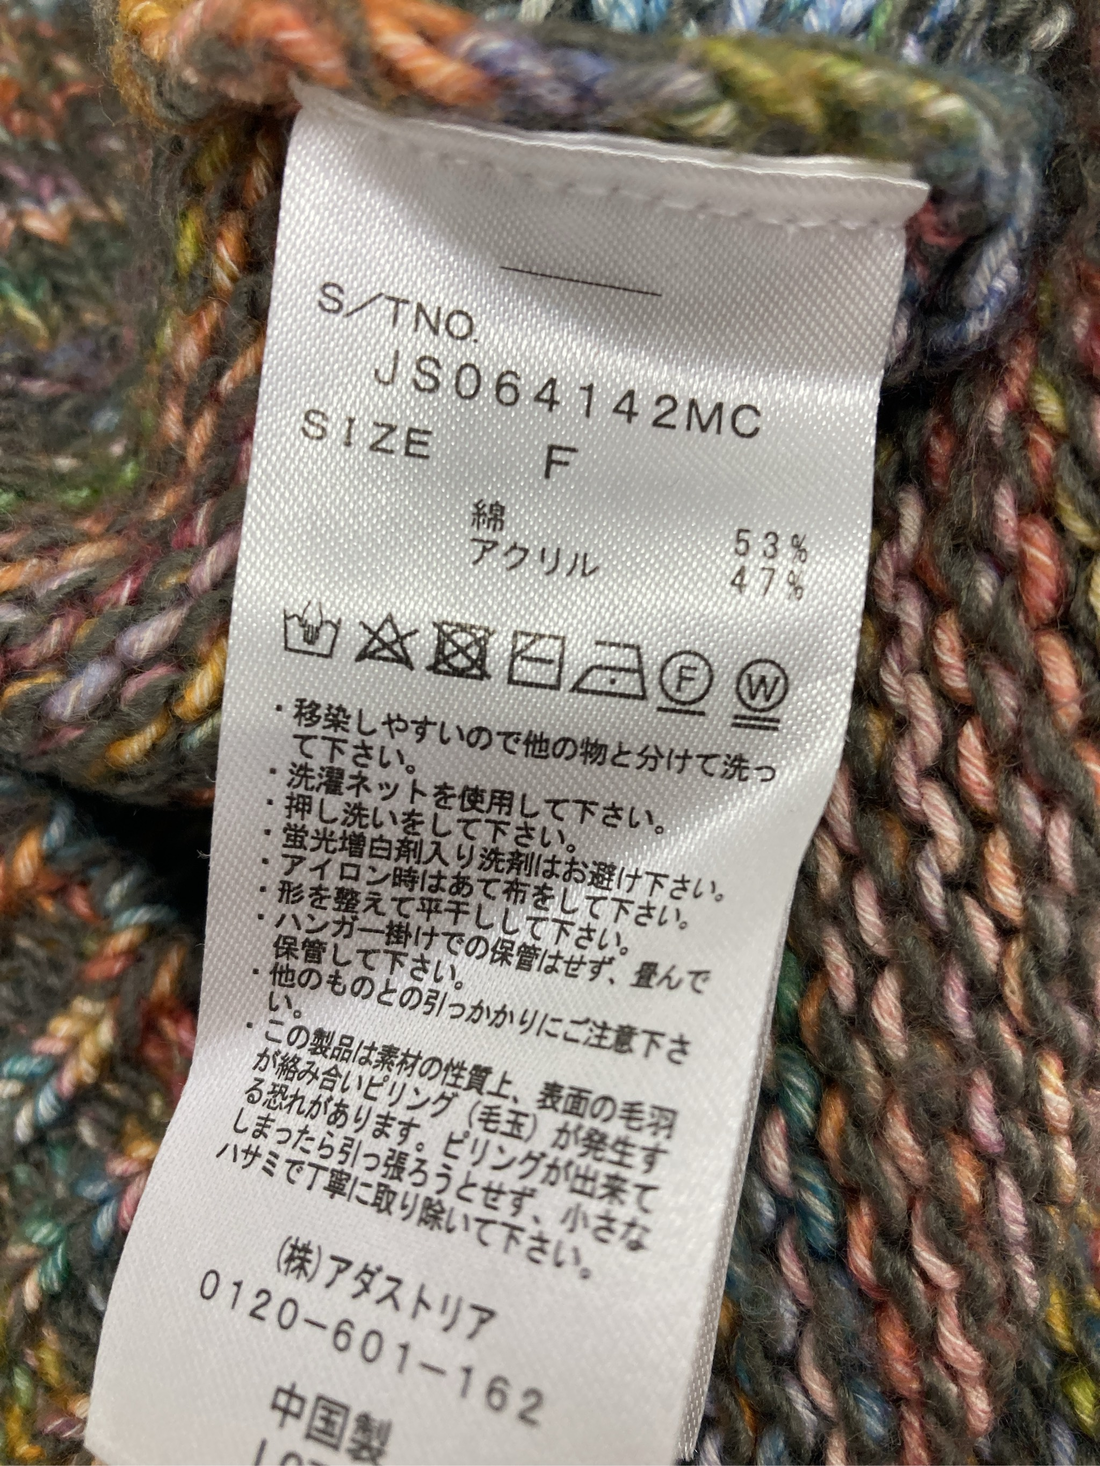 S/TNO.
JS064142MC
SIZE F
綿 53%
アクリル 47%
F W
・移染しやすいので他の物と分けて洗っ
て下さい。
・洗濯ネットを使用して下さい。
・押し洗いをして下さい。
・蛍光増白剤入り洗剤はお避け下さい。
・アイロン時はあて布をして下さい。
・形を整えて平干しして下さい。
・ハンガー掛けでの保管はせず、畳んで
保管して下さい。
・他のものとの引っかかりにご注意下さ
い。
・この製品は素材の性質上、表面の毛羽
が絡み合いピリング（毛玉）が発生す
る恐れがあります。ピリングが出来て
しまったら引っ張ろうとせず、小さな
ハサミで丁寧に取り除いて下さい。
(株)アダストリア
0120-601-162
中国製